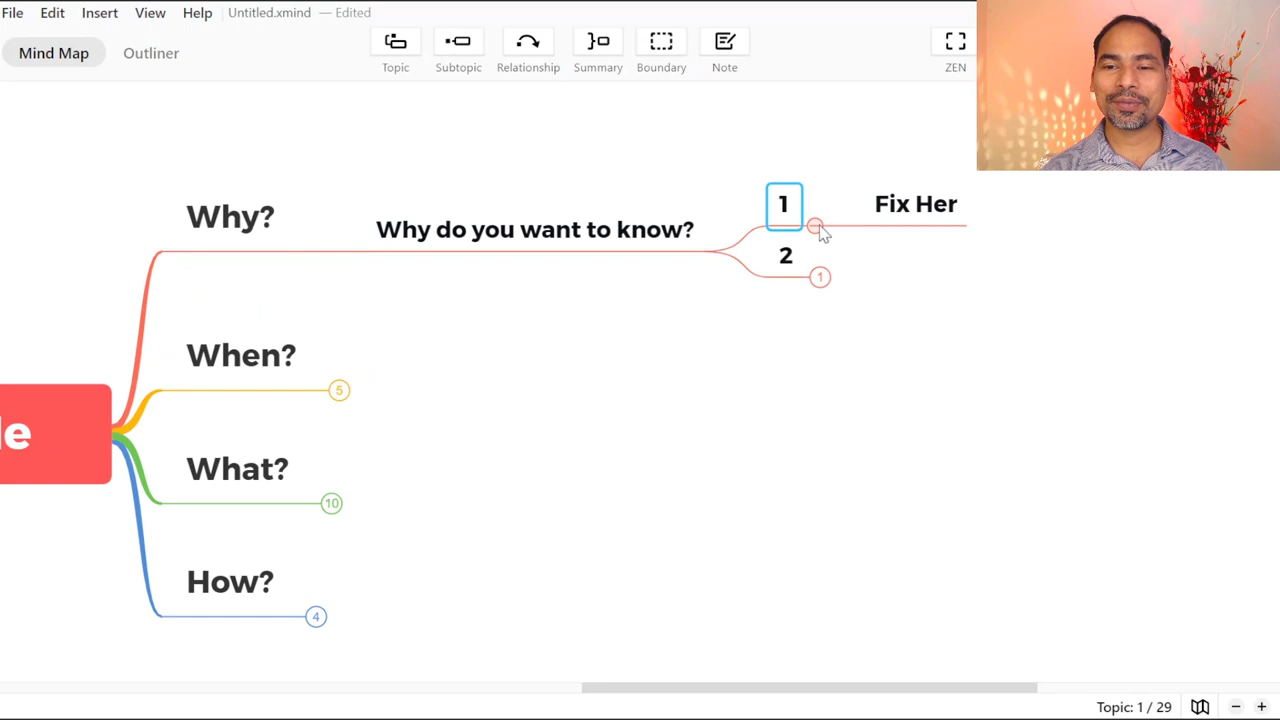 File Edit Insert View Help Untitled.xmind — Edited
Mind Map Outliner
Topic Subtopic Relationship Summary Boundary Note ZEN
Why?
Why do you want to know?
1
Fix Her
2
1
When?
5
What?
10
How?
4
le
Topic: 1 / 29